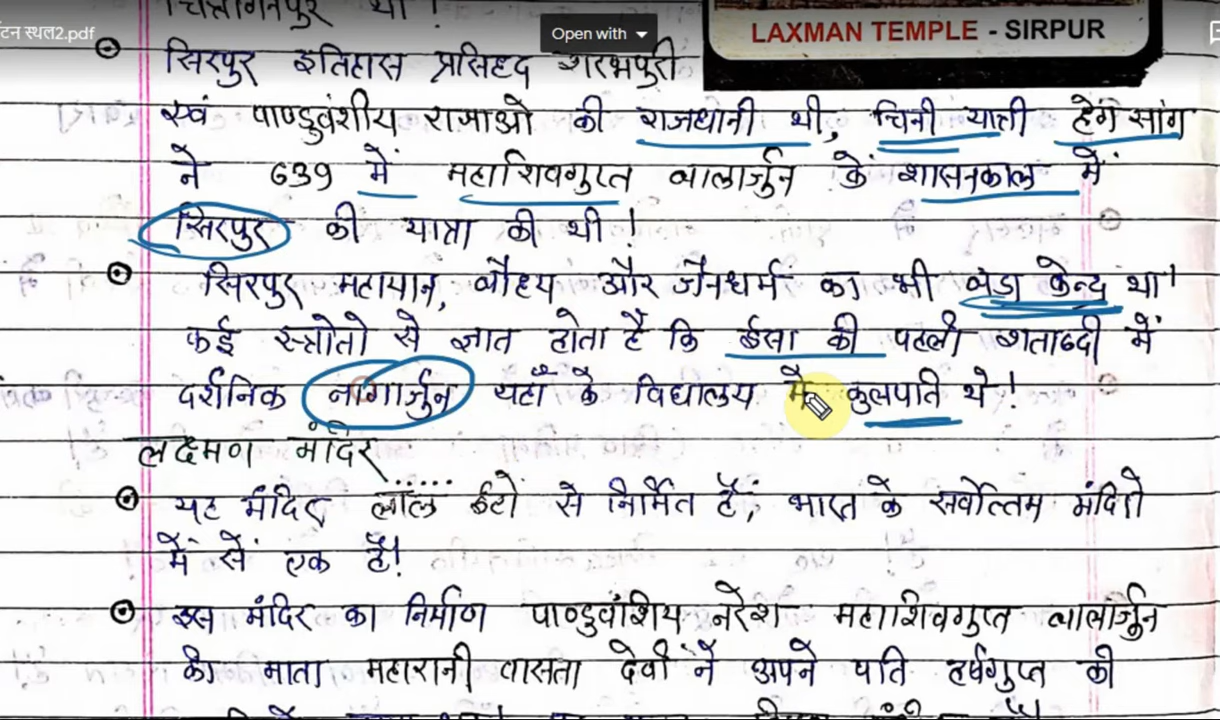 टन स्थल2.pdf
Open with
LAXMAN TEMPLE - SIRPUR
था !
सिरपुर इतिहास प्रसिध्द शरभपुरी
एवं पाण्डुवंशीय राजाओ की राजधानी थी, चिनी यात्री हेंग सांग
ने 639 में महाशिवगुप्त बालार्जुन के शासनकाल में
सिरपुर की यात्रा की थी !
सिरपुर महायान, बौध्द और जैनधर्म का भी बडा केन्द्र था
कई स्त्रोतो से ज्ञात होता है कि ईसा की पहली शताब्दी में
दर्शनिक नागार्जुन यहाँ के विद्यालय में कुलपति थे !
लक्ष्मण मंदिर......
यह मंदिर लाल ईटो से निर्मित है, भारत के सर्वोत्तम मंदिरो
में से एक है!
इस मंदिर का निर्माण पाण्डुवंशिय नरेश महाशिवगुप्त बालार्जुन
की माता महारानी वासता देवी ने अपने पति हर्षगुप्त की